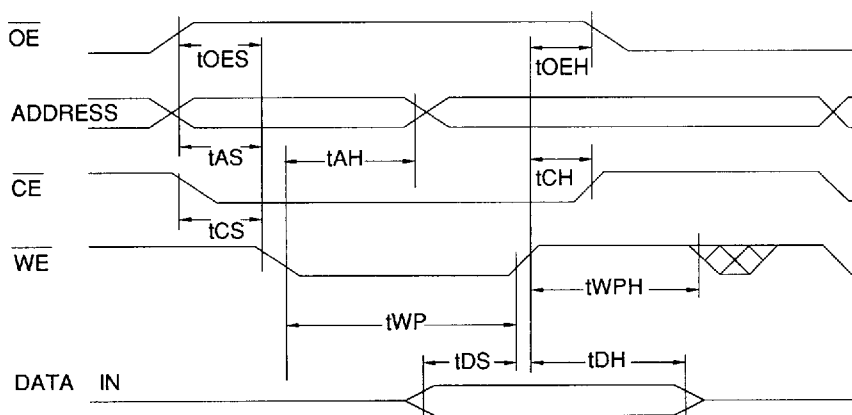 OE
tOES
tOEH
ADDRESS
tAS
tAH
tCH
CE
tCS
WE
tWPH
tWP
tDS
tDH
DATA IN